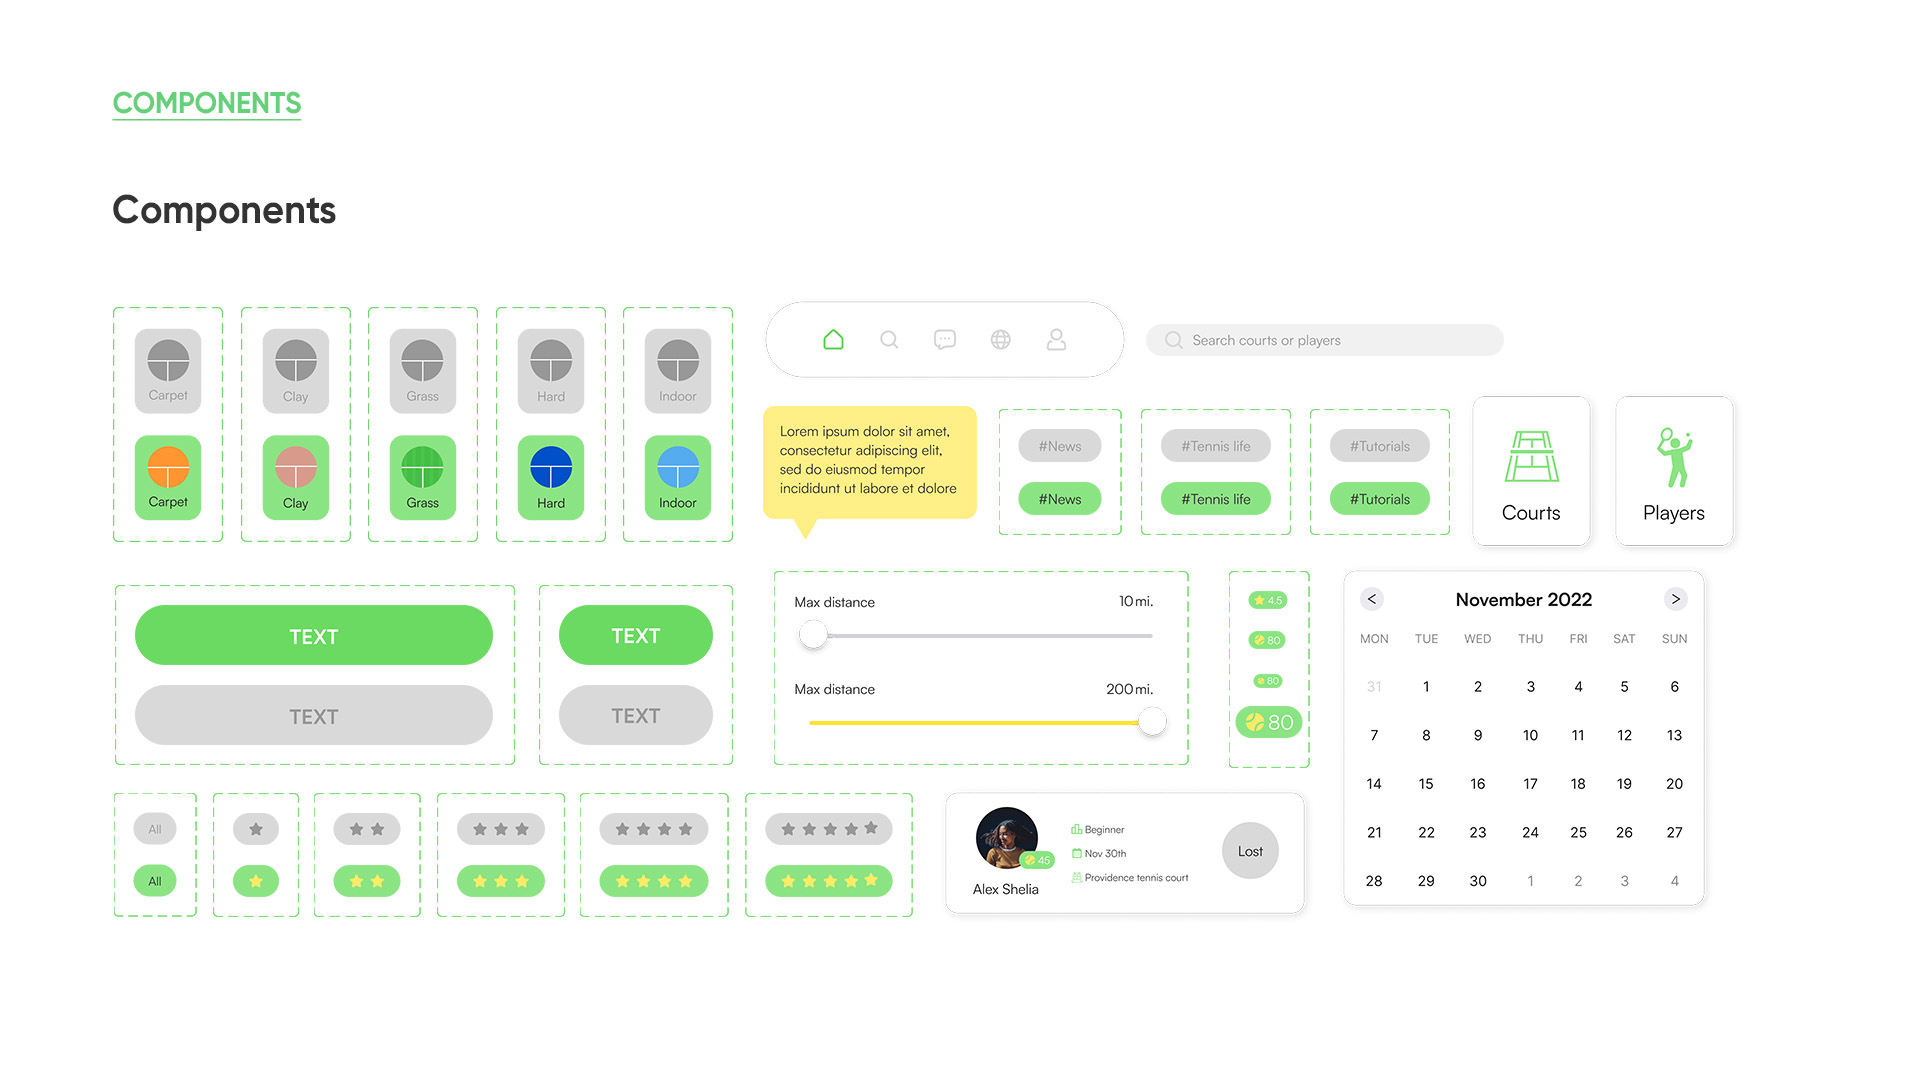 COMPONENTS
Components
Carpet
Clay
Grass
Hard
Indoor
Carpet
Clay
Grass
Hard
Indoor
Search courts or players
Lorem ipsum dolor sit amet,
consectetur adipiscing elit,
sed do eiusmod tempor
incididunt ut labore et dolore
#News
#Tennis life
#Tutorials
#News
#Tennis life
#Tutorials
Courts
Players
TEXT
TEXT
TEXT
TEXT
Max distance 10 mi.
Max distance 200 mi.
4.5
80
80
80
< November 2022 >
MON TUE WED THU FRI SAT SUN
31 1 2 3 4 5 6
7 8 9 10 11 12 13
14 15 16 17 18 19 20
21 22 23 24 25 26 27
28 29 30 1 2 3 4
All
All
45
Alex Shelia
Beginner
Nov 30th
Providence tennis court
Lost